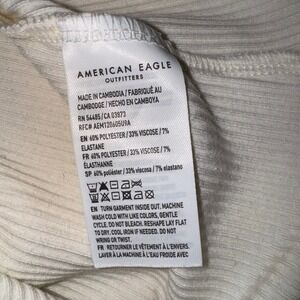 AMERICAN EAGLE
OUTFITTERS
MADE IN CAMBODIA / FABRIQUÉ AU
CAMBODGE / HECHO EN CAMBOYA
RN 54485 / CA 03973
RFC# AEM120605U9A
EN 60% POLYESTER / 33% VISCOSE / 7%
ELASTANE
FR 60% POLYESTER / 33% VISCOSE / 7%
ÉLASTHANNE
SP 60% poliéster / 33% viscosa / 7% elastano
EN TURN GARMENT INSIDE OUT. MACHINE
WASH COLD WITH LIKE COLORS, GENTLE
CYCLE. DO NOT BLEACH. RESHAPE LAY FLAT
TO DRY. COOL IRON IF NEEDED. DO NOT
WRING OR TWIST.
FR RETOURNER LE VÊTEMENT À L'ENVERS.
LAVER À LA MACHINE À L'EAU FROIDE AVEC